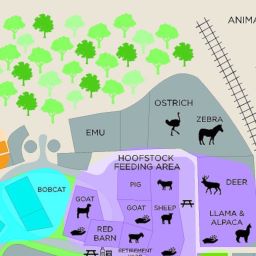 ANIMA
OSTRICH
ZEBRA
EMU
HOOFSTOCK
FEEDING AREA
BOBCAT
PIG
DEER
GOAT
GOAT
SHEEP
LLAMA &
ALPACA
RED
BARN
RETIREMENT